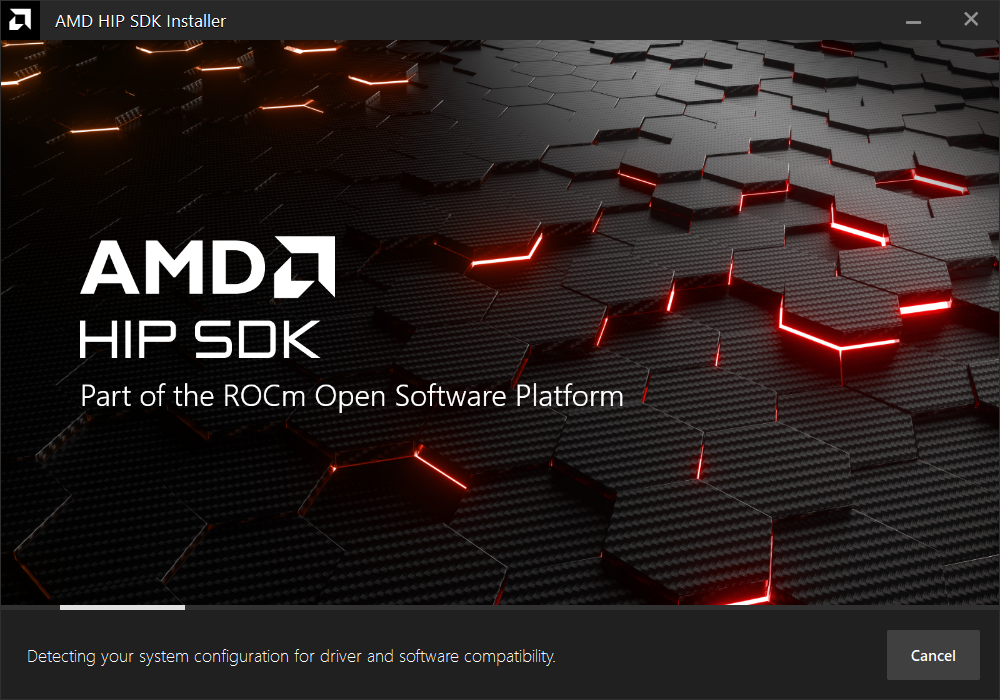 AMD HIP SDK Installer
AMD
HIP SDK
Part of the ROCm Open Software Platform
Detecting your system configuration for driver and software compatibility.
Cancel